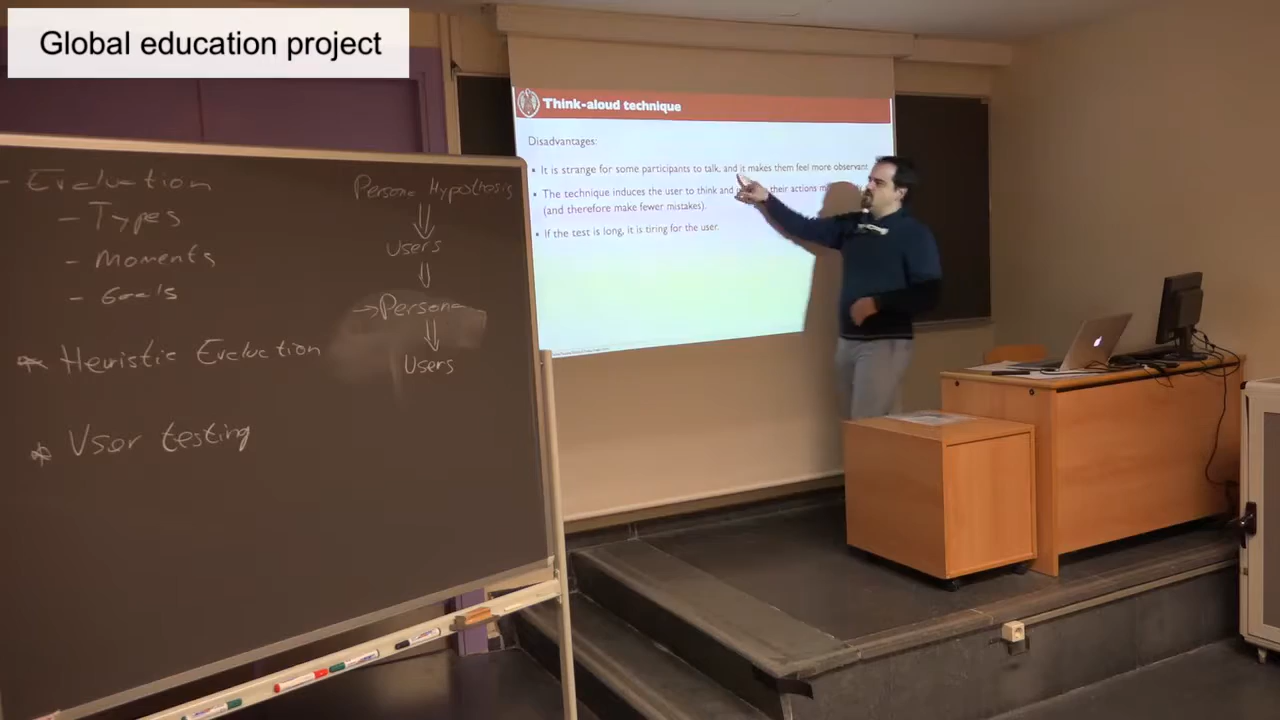 Global education project
Think-aloud technique
Disadvantages:
• It is strange for some participants to talk, and it makes them feel more observant
• The technique induces the user to think and their actions
(and therefore make fewer mistakes).
• If the test is long, it is tiring for the user.
- Evaluation
- Types
- Moments
- Goals
* Heuristic Evaluation
* User testing
Persona Hypothosis
Users
→Persona
Users